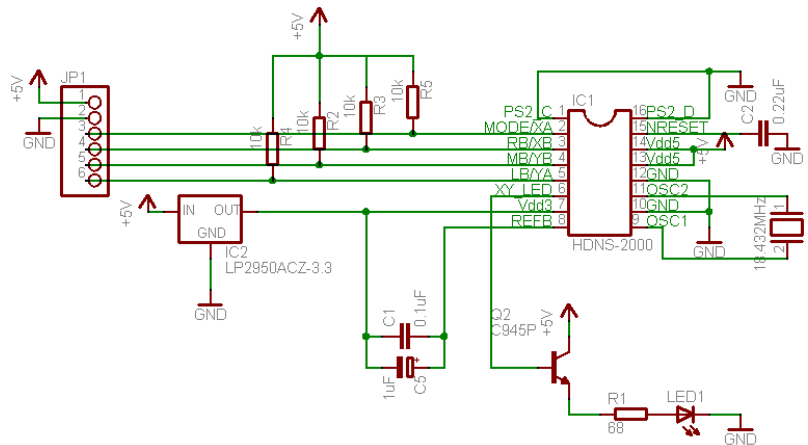 +5V
+5V
JP1
1
2
3
4
5
6
GND
10k
R4
10k
R2
10k
R3
10k
R5
IC1
PS2_C
MODE/XA
RB/XB
MB/YB
LB/YA
XY_LED
Vdd3
REFB
1
2
3
4
5
6
7
8
16
15
14
13
12
11
10
9
PS2_D
NRESET
Vdd5
Vdd5
GND
OSC2
GND
OSC1
HDNS-2000
GND
C2
0.22uF
GND
+5V
GND
1
2
18.432MHz
+5V
IN
OUT
GND
IC2
LP2950ACZ-3.3
GND
C1
0.1uF
1uF
C5
+
Q2
C945P
+5V
R1
68
LED1
GND